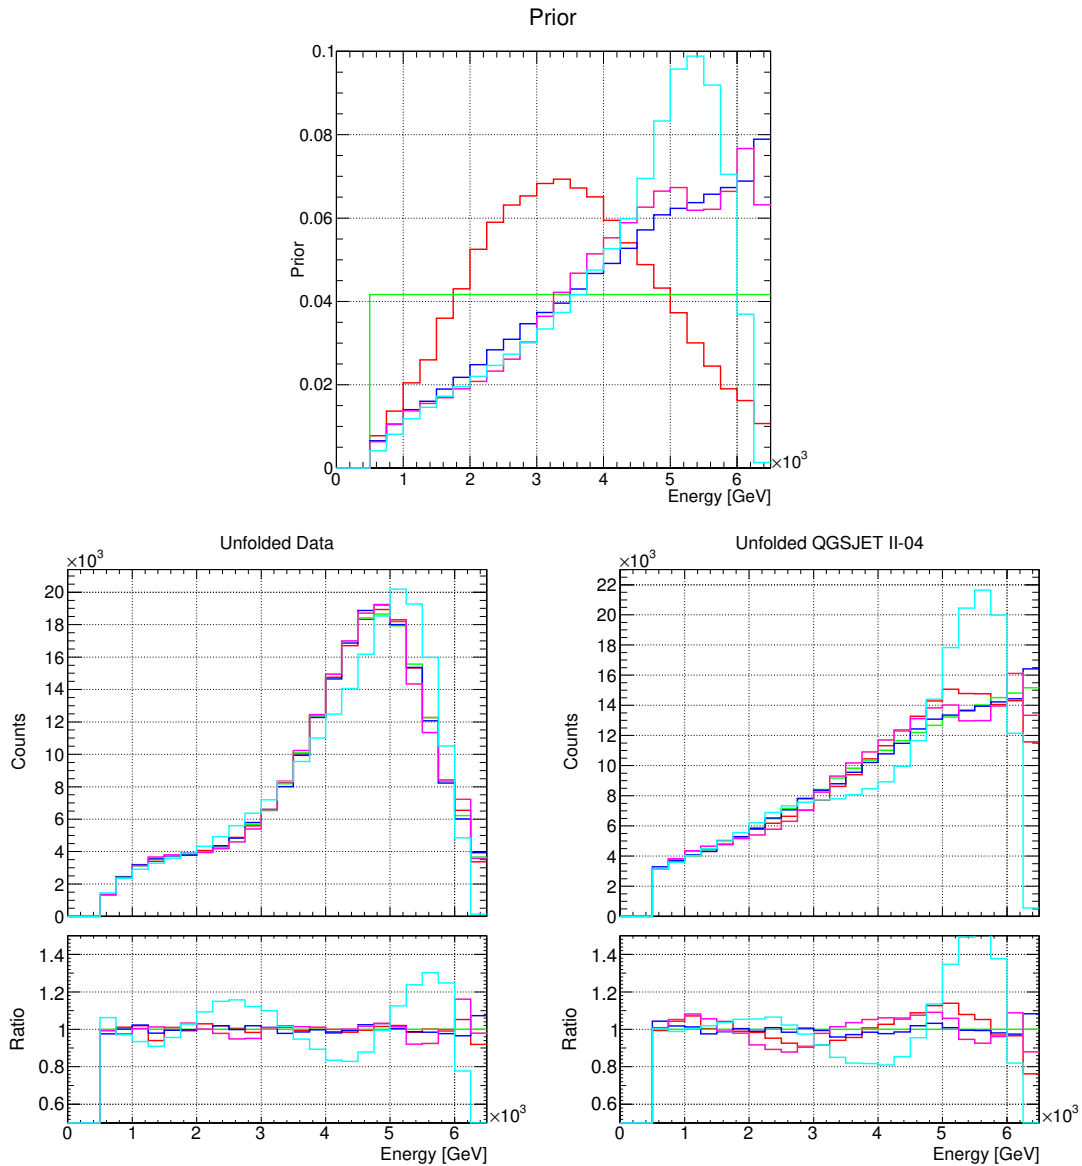 Prior
0.1
0.08
0.06
0.04
0.02
0
Prior
0 1 2 3 4 5 6 ×10³
Energy [GeV]
Unfolded Data
×10³
20
18
16
14
12
10
8
6
4
2
0
Counts
1.4
1.2
1
0.8
0.6
Ratio
0 1 2 3 4 5 6 ×10³
Energy [GeV]
Unfolded QGSJET II-04
×10³
22
20
18
16
14
12
10
8
6
4
2
0
Counts
1.4
1.2
1
0.8
0.6
Ratio
0 1 2 3 4 5 6 ×10³
Energy [GeV]